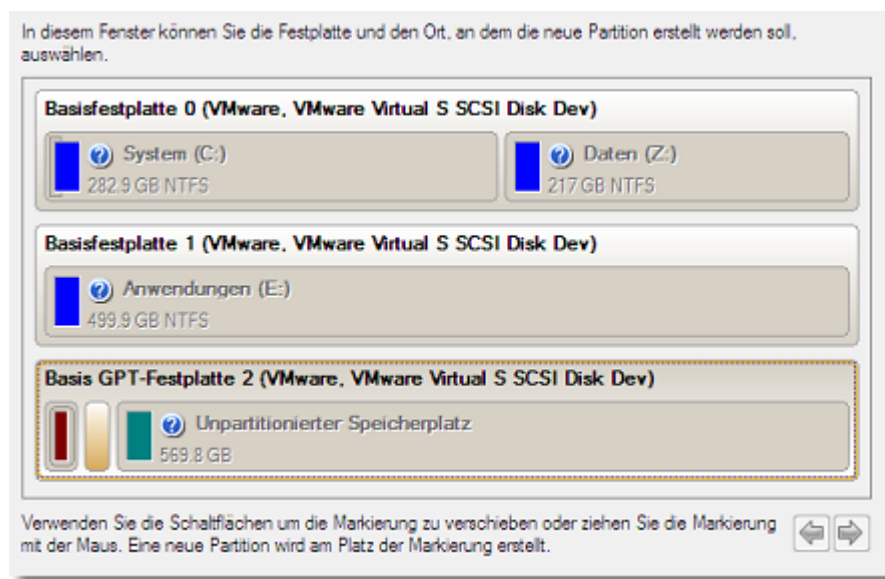 In diesem Fenster können Sie die Festplatte und den Ort, an dem die neue Partition erstellt werden soll,
auswählen.
Basisfestplatte 0 (VMware, VMware Virtual S SCSI Disk Dev)
System (C:)
282.9 GB NTFS
Daten (Z:)
217 GB NTFS
Basisfestplatte 1 (VMware, VMware Virtual S SCSI Disk Dev)
Anwendungen (E:)
499.9 GB NTFS
Basis GPT-Festplatte 2 (VMware, VMware Virtual S SCSI Disk Dev)
Unpartitionierter Speicherplatz
569.8 GB
Verwenden Sie die Schaltflächen um die Markierung zu verschieben oder ziehen Sie die Markierung
mit der Maus. Eine neue Partition wird am Platz der Markierung erstellt.